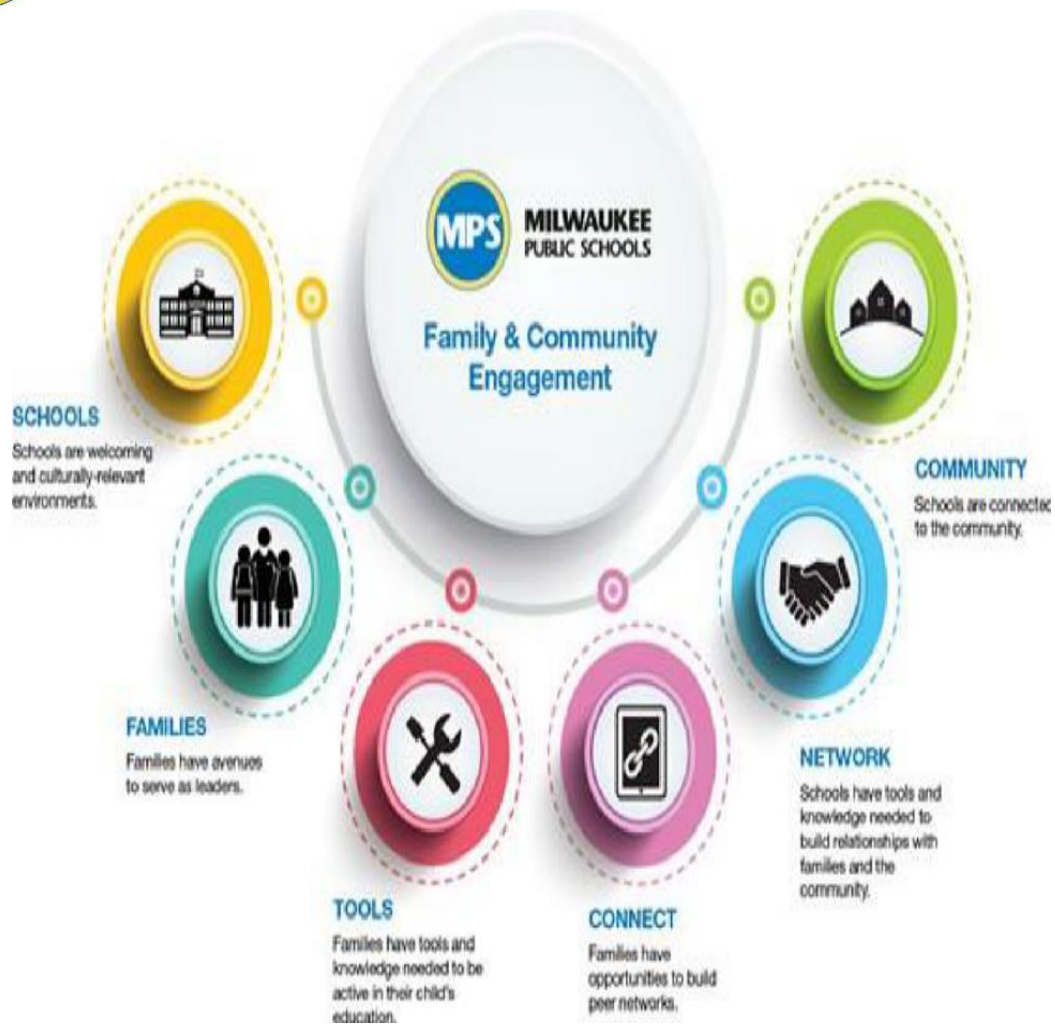 MPS
MILWAUKEE
PUBLIC SCHOOLS
Family & Community
Engagement
SCHOOLS
Schools are welcoming
and culturally-relevant
environments.
FAMILIES
Families have avenues
to serve as leaders.
TOOLS
Families have tools and
knowledge needed to be
active in their child's
education.
CONNECT
Families have
opportunities to build
peer networks.
NETWORK
Schools have tools and
knowledge needed to
build relationships with
families and the
community.
COMMUNITY
Schools are connected
to the community.